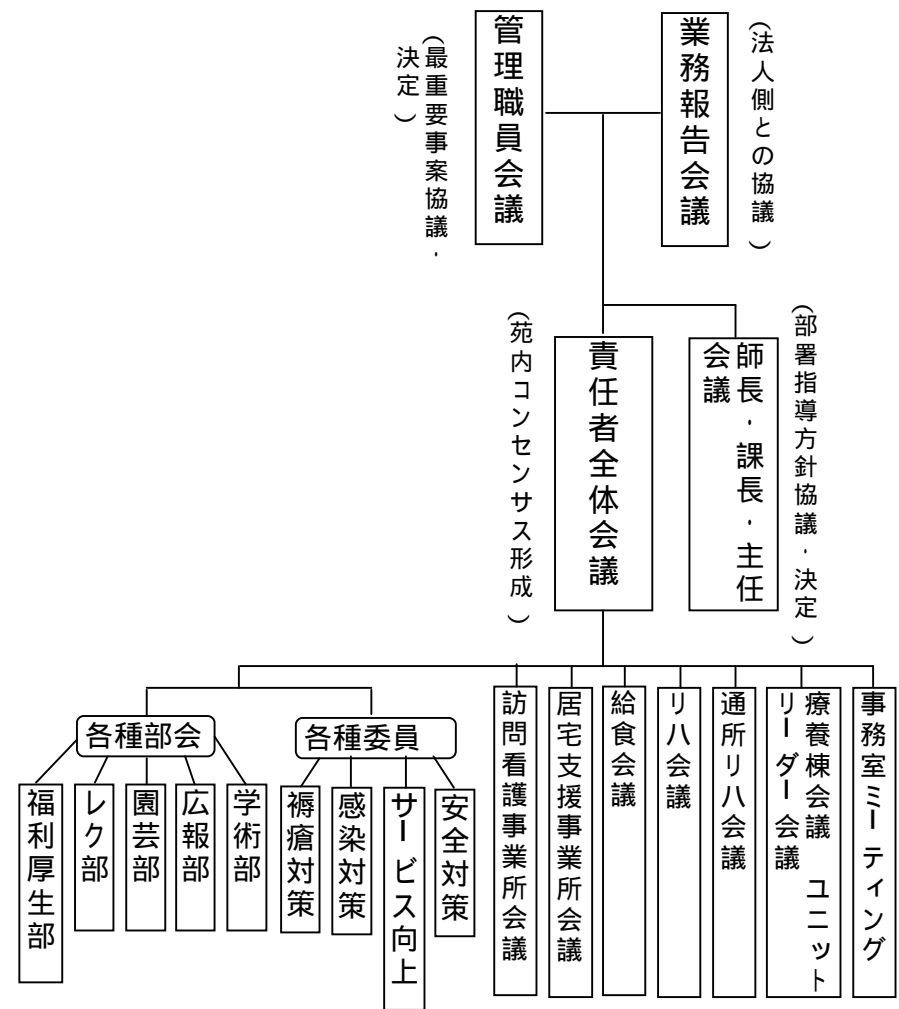 (法人側との協議)
業務報告会議
管理職員会議
(最重要事案協議・
決定)
(部署指導方針協議・決定)
師長・課長・主任
会議
責任者全体会議
(苑内コンセンサス形成)
事務室ミーティング
療養棟会議 ユニット
リーダー会議
通所リハ会議
リハ会議
給食会議
居宅支援事業所会議
訪問看護事業所会議
各種委員
安全対策
サービス向上
感染対策
褥瘡対策
各種部会
学術部
広報部
園芸部
レク部
福利厚生部